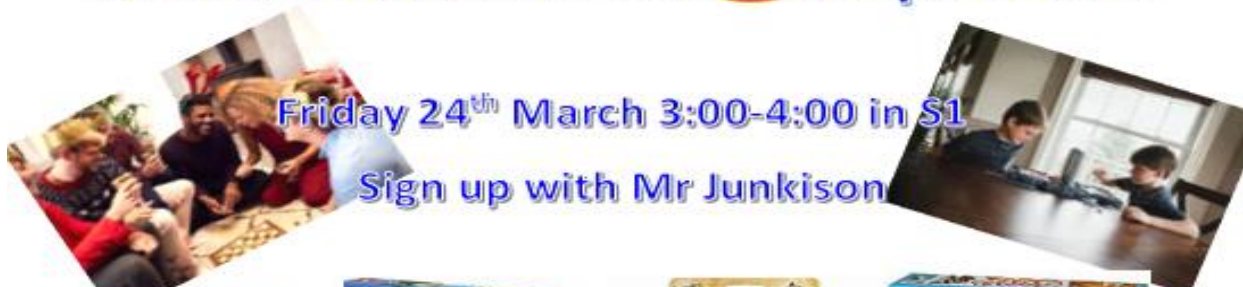 Friday 24th March 3:00-4:00 in S1
Sign up with Mr Junkison